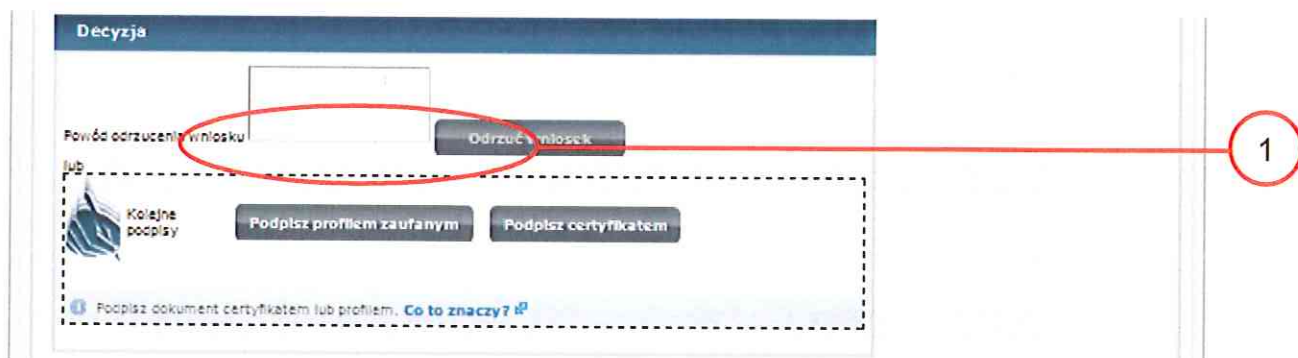 Decyzja
Powód odrzucenia wniosku
Odrzuć wniosek
1
lub
Kolejne
podpisy
Podpisz profilem zaufanym
Podpisz certyfikatem
Podpisz dokument certyfikatem lub profilem. Co to znaczy?